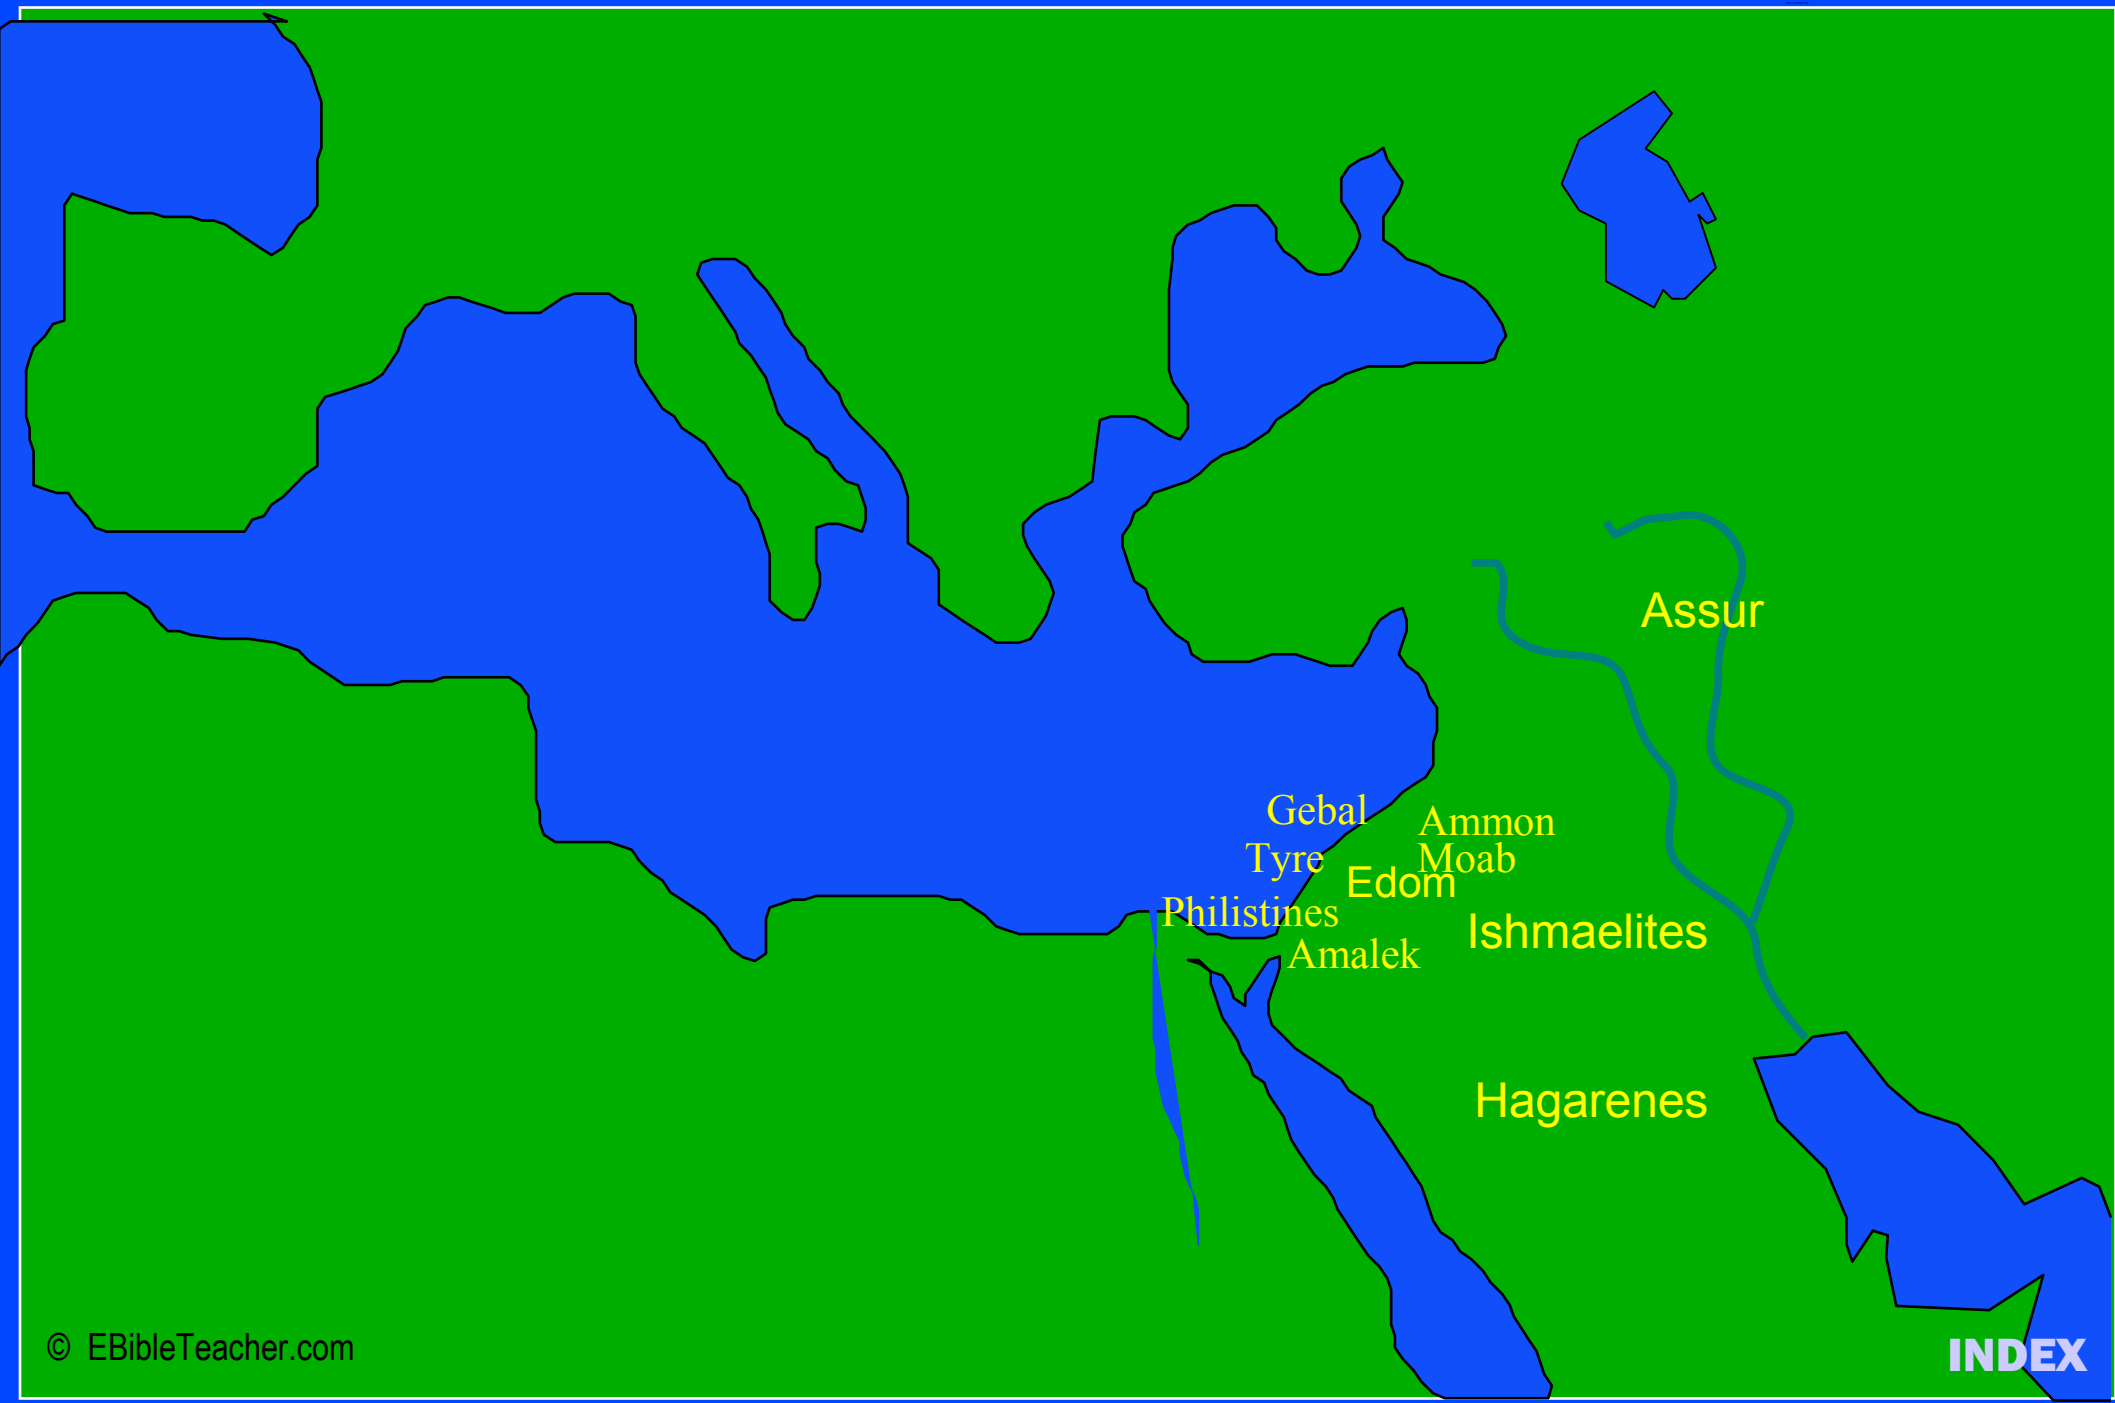 Assur
Gebal
Ammon
Tyre
Moab
Edom
Philistines
Ishmaelites
Amalek
Hagarenes
© EBibleTeacher.com
INDEX